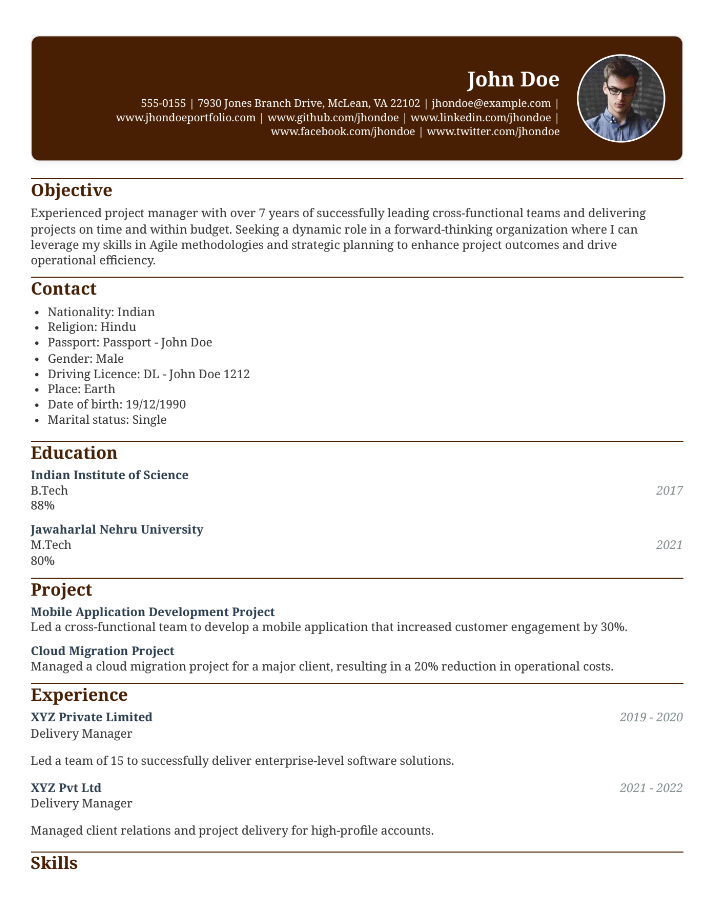 John Doe
555-0155 | 7930 Jones Branch Drive, McLean, VA 22102 | jhondoe@example.com |
www.jhondoeportfolio.com | www.github.com/jhondoe | www.linkedin.com/jhondoe |
www.facebook.com/jhondoe | www.twitter.com/jhondoe
Objective
Experienced project manager with over 7 years of successfully leading cross-functional teams and delivering
projects on time and within budget. Seeking a dynamic role in a forward-thinking organization where I can
leverage my skills in Agile methodologies and strategic planning to enhance project outcomes and drive
operational efficiency.
Contact
• Nationality: Indian
• Religion: Hindu
• Passport: Passport - John Doe
• Gender: Male
• Driving Licence: DL - John Doe 1212
• Place: Earth
• Date of birth: 19/12/1990
• Marital status: Single
Education
Indian Institute of Science
B.Tech 2017
88%
Jawaharlal Nehru University
M.Tech 2021
80%
Project
Mobile Application Development Project
Led a cross-functional team to develop a mobile application that increased customer engagement by 30%.
Cloud Migration Project
Managed a cloud migration project for a major client, resulting in a 20% reduction in operational costs.
Experience
XYZ Private Limited 2019 - 2020
Delivery Manager
Led a team of 15 to successfully deliver enterprise-level software solutions.
XYZ Pvt Ltd 2021 - 2022
Delivery Manager
Managed client relations and project delivery for high-profile accounts.
Skills